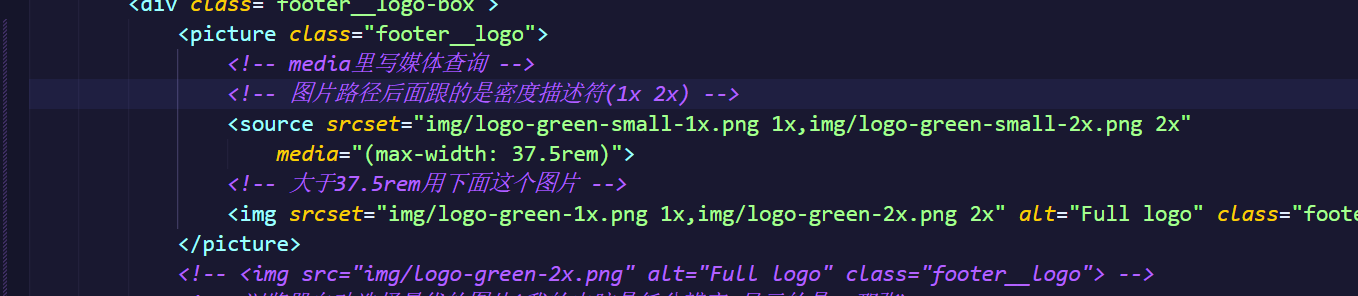 <div class="footer__logo-box">
<picture class="footer__logo">
<!-- media里写媒体查询 -->
<!-- 图片路径后面跟的是密度描述符(1x 2x) -->
<source srcset="img/logo-green-small-1x.png 1x,img/logo-green-small-2x.png 2x"
media="(max-width: 37.5rem)">
<!-- 大于37.5rem用下面这个图片 -->
<img srcset="img/logo-green-1x.png 1x,img/logo-green-2x.png 2x" alt="Full logo" class="foote
</picture>
<!-- <img src="img/logo-green-2x.png" alt="Full logo" class="footer__logo"> -->